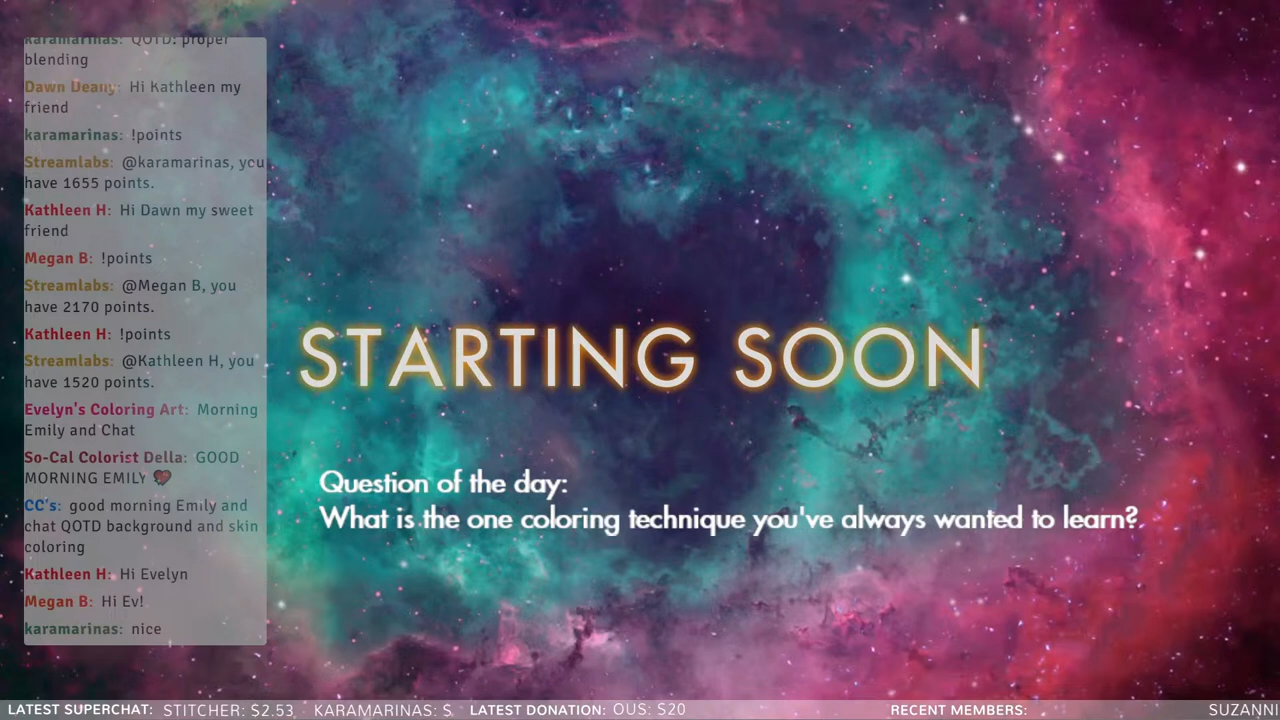 karamarinas: QOTD: proper
blending
Dawn Deany: Hi Kathleen my
friend
karamarinas: !points
Streamlabs: @karamarinas, you
have 1655 points.
Kathleen H: Hi Dawn my sweet
friend
Megan B: !points
Streamlabs: @Megan B, you
have 2170 points.
Kathleen H: !points
Streamlabs: @Kathleen H, you
have 1520 points.
Evelyn's Coloring Art: Morning
Emily and Chat
So-Cal Colorist Della: GOOD
MORNING EMILY
CC's: good morning Emily and
chat QOTD background and skin
coloring
Kathleen H: Hi Evelyn
Megan B: Hi Ev!
karamarinas: nice
STARTING SOON
Question of the day:
What is the one coloring technique you've always wanted to learn?
LATEST SUPERCHAT: STITCHER: $2.53 KARAMARINAS: $ LATEST DONATION: OUS: $20 RECENT MEMBERS: SUZANNI